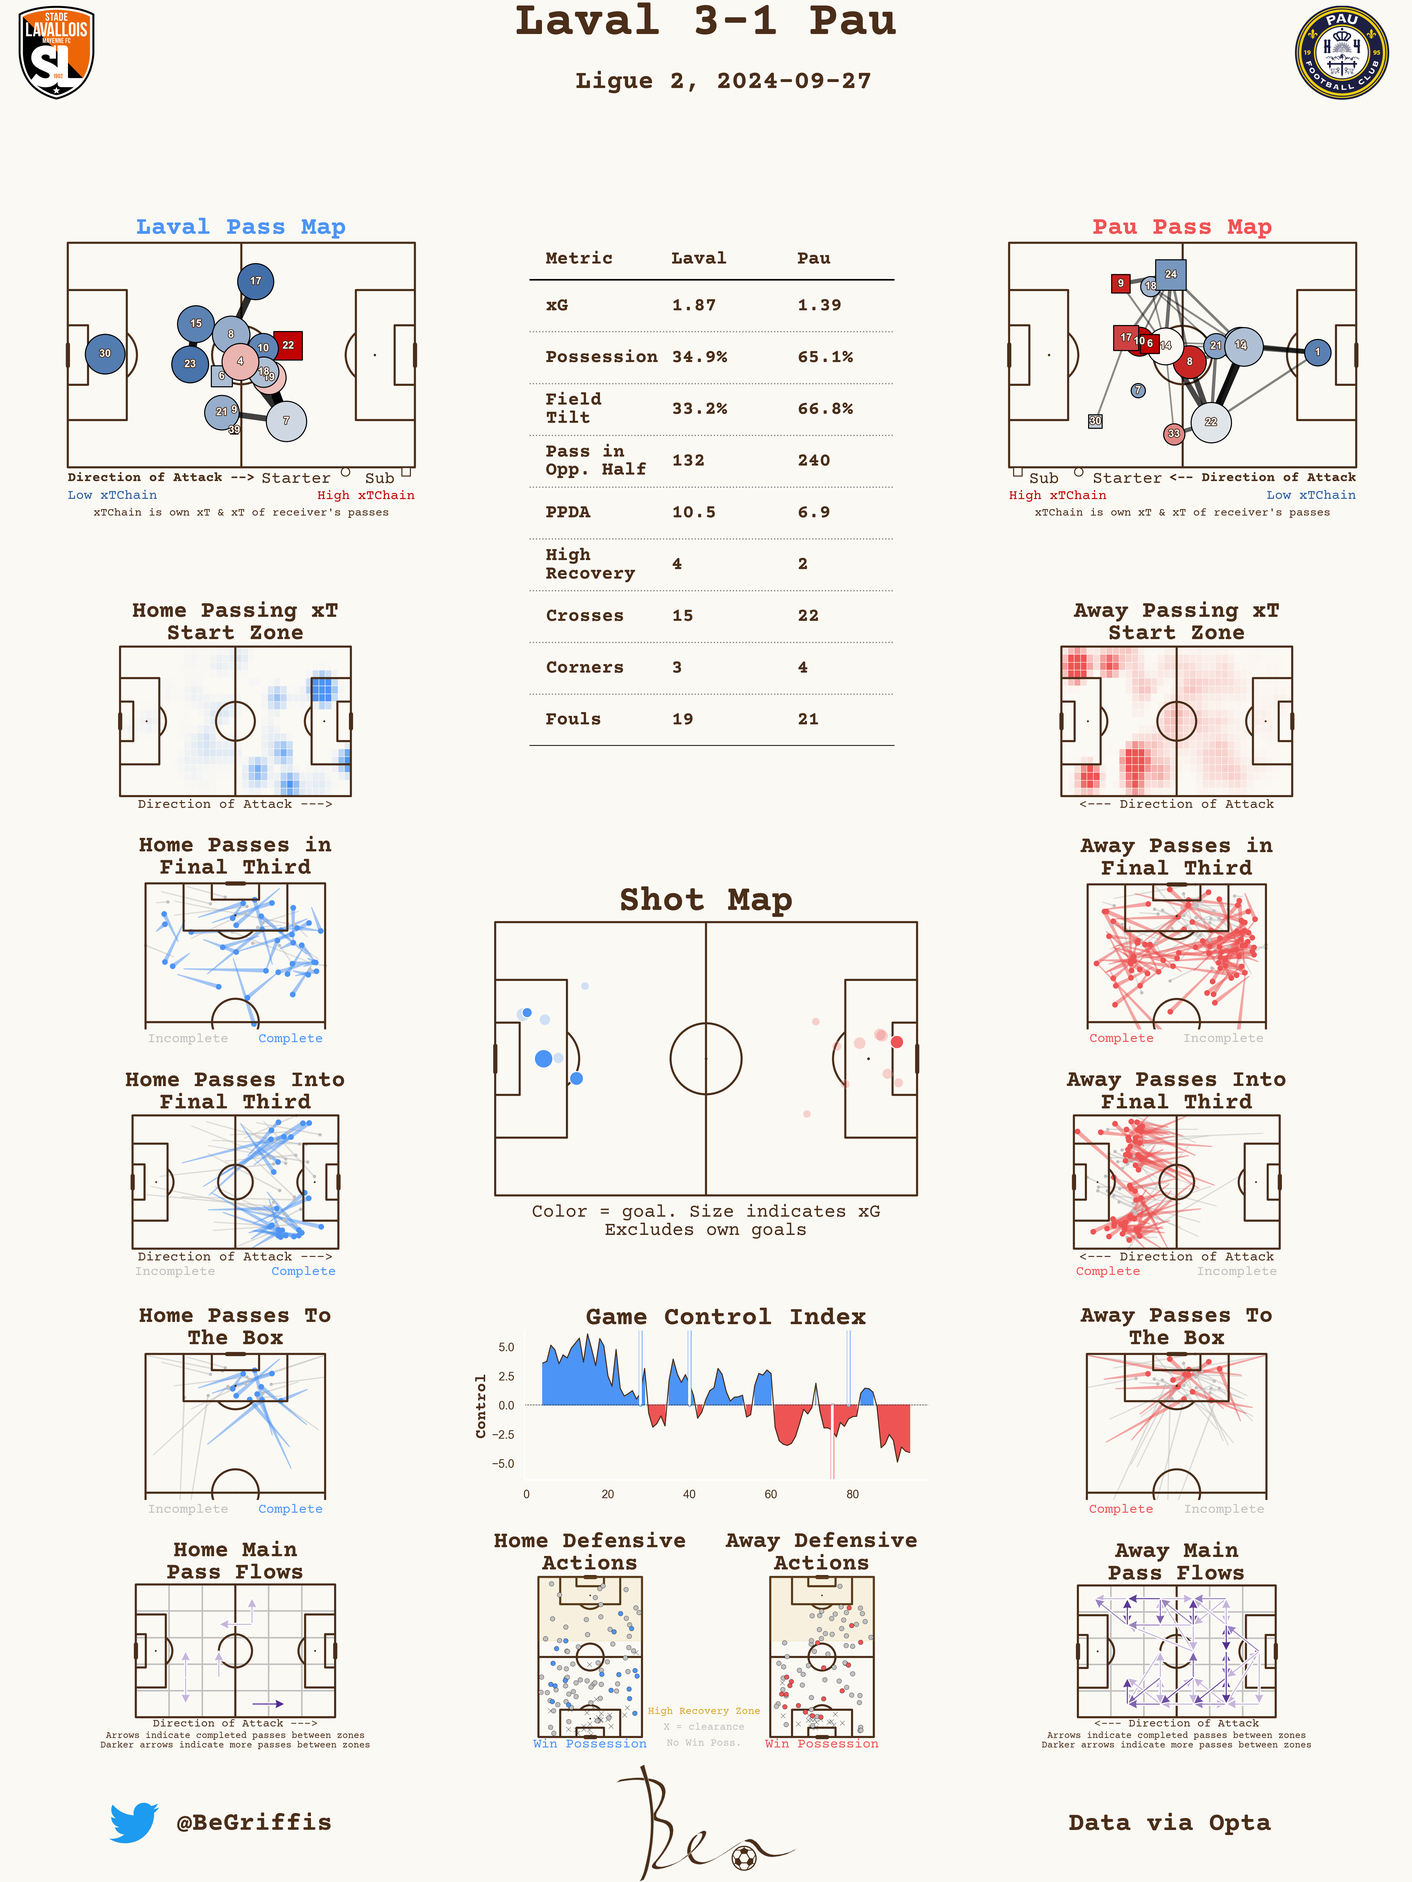 Laval 3-1 Pau
Ligue 2, 2024-09-27
STADE
LAVALLOIS
MAYENNE FC
1902
PAU
19 95
FOOTBALL CLUB
Laval Pass Map
17
15
8
10
22
30
4
23
18
19
6
21
9
7
39
Direction of Attack --> Starter Sub
Low xTChain High xTChain
xTChain is own xT & xT of receiver's passes
Metric Laval Pau
xG 1.87 1.39
Possession 34.9% 65.1%
Field
Tilt 33.2% 66.8%
Pass in
Opp. Half 132 240
PPDA 10.5 6.9
High
Recovery 4 2
Crosses 15 22
Corners 3 4
Fouls 19 21
Pau Pass Map
24
9
18
17
10
6
14
21
1
8
7
30
22
33
Sub Starter <-- Direction of Attack
High xTChain Low xTChain
xTChain is own xT & xT of receiver's passes
Home Passing xT
Start Zone
Direction of Attack --->
Away Passing xT
Start Zone
<--- Direction of Attack
Home Passes in
Final Third
Incomplete Complete
Away Passes in
Final Third
Complete Incomplete
Shot Map
Color = goal. Size indicates xG
Excludes own goals
Home Passes Into
Final Third
Direction of Attack --->
Incomplete Complete
Away Passes Into
Final Third
<--- Direction of Attack
Complete Incomplete
Home Passes To
The Box
Incomplete Complete
Game Control Index
Control
5.0
2.5
0.0
−2.5
−5.0
0 20 40 60 80
Away Passes To
The Box
Complete Incomplete
Home Main
Pass Flows
Direction of Attack --->
Arrows indicate completed passes between zones
Darker arrows indicate more passes between zones
Home Defensive
Actions
Win Possession
Away Defensive
Actions
Win Possession
High Recovery Zone
X = clearance
No Win Poss.
Away Main
Pass Flows
<--- Direction of Attack
Arrows indicate completed passes between zones
Darker arrows indicate more passes between zones
@BeGriffis
Ben
Data via Opta